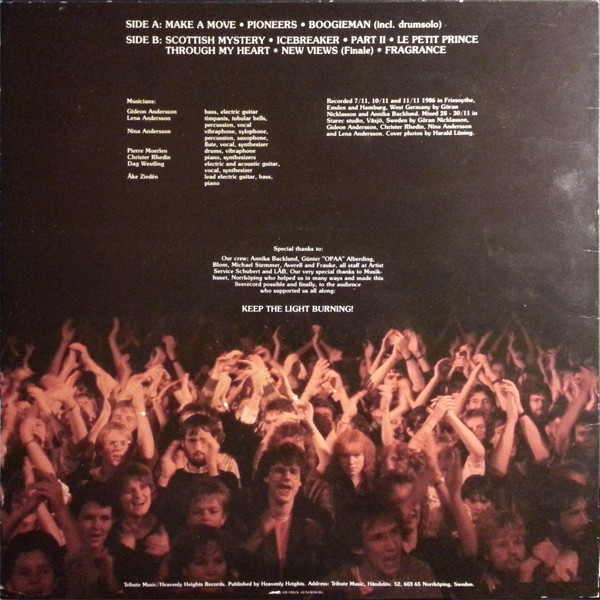 SIDE A: MAKE A MOVE • PIONEERS • BOOGIEMAN (incl. drumsolo)
SIDE B: SCOTTISH MYSTERY • ICEBREAKER • PART II • LE PETIT PRINCE
THROUGH MY HEART • NEW VIEWS (Finale) • FRAGRANCE
Musicians:
Gideon Andersson bass, electric guitar
Lena Andersson timpanis, tubular bells,
percussion, vocal
Nina Andersson vibraphone, xylophone,
percussion, saxophone,
flute, vocal, synthesizer
Pierre Moerlen drums, vibraphone
Christer Rhedin piano, synthesizers
Dag Westling electric and acoustic guitar,
vocal, synthesizer
Åke Ziedén lead electric guitar, bass,
piano
Recorded 7/11, 10/11 and 11/11 1986 in Friesoythe,
Emden and Hamburg, West Germany by Göran
Nicklasson and Annika Backlund. Mixed 28 - 30/11 in
Starec studio, Växjö, Sweden by Göran Nicklasson,
Gideon Andersson, Christer Rhedin, Nina Andersson
and Lena Andersson. Cover photos by Harald Lüning.
Special thanks to:
Our crew; Annika Backlund, Günter "OPAA" Alberding,
Blom, Michael Stemmer, Averell and Frauke, all staff at Artist
Service Schubert and LÅB. Our very special thanks to Musik-
huset, Norrköping who helped us in many ways and made this
liverecord possible and finally, to the audience
who supported us all along:
KEEP THE LIGHT BURNING!
Tribute Music/Heavenly Heights Records. Published by Heavenly Heights. Address: Tribute Music, Händelöv. 52, 603 65 Norrköping, Sweden.